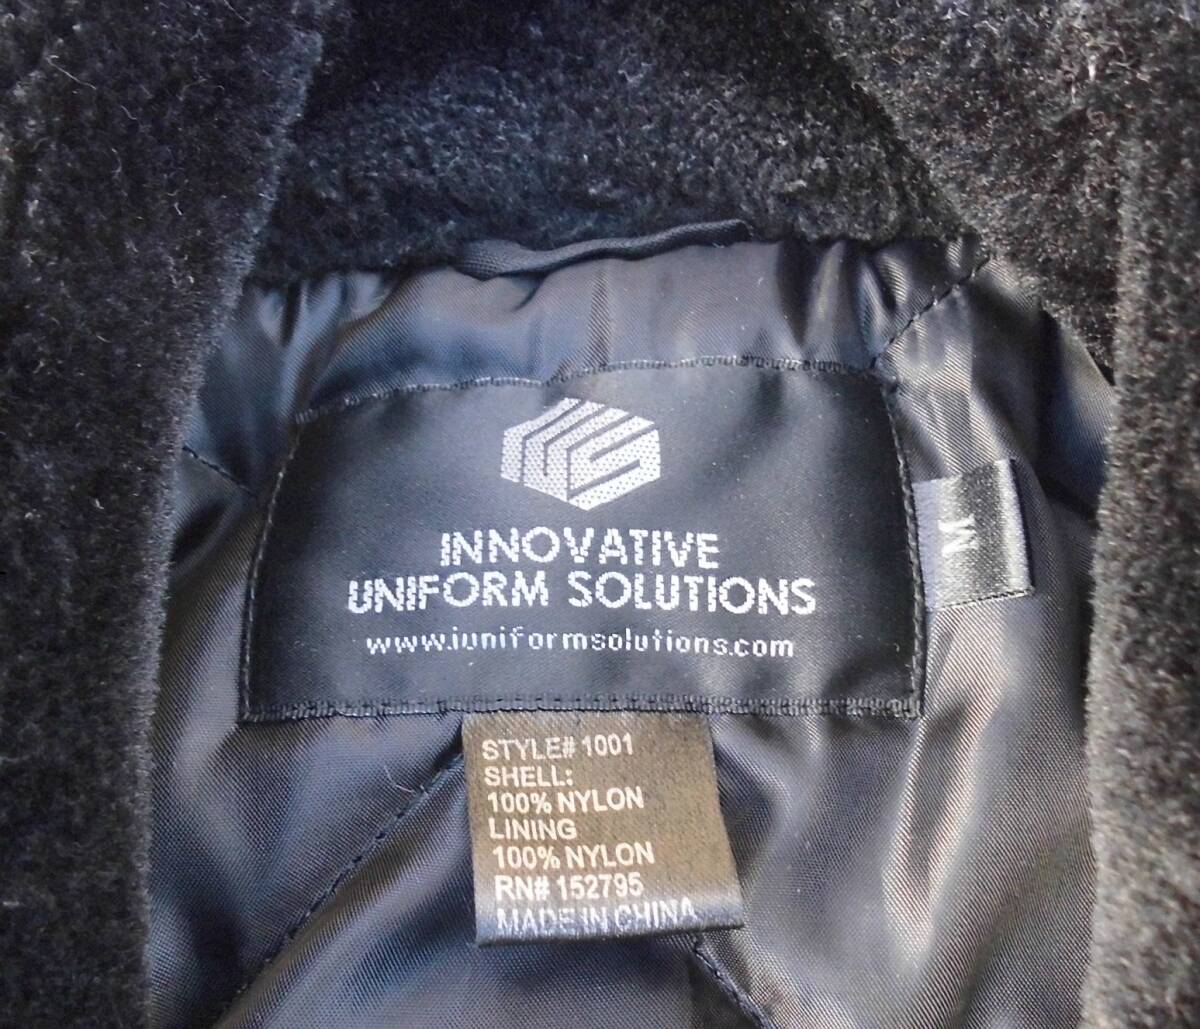 IUS
INNOVATIVE
UNIFORM SOLUTIONS
www.iuniformsolutions.com
M
STYLE# 1001
SHELL:
100% NYLON
LINING
100% NYLON
RN# 152795
MADE IN CHINA